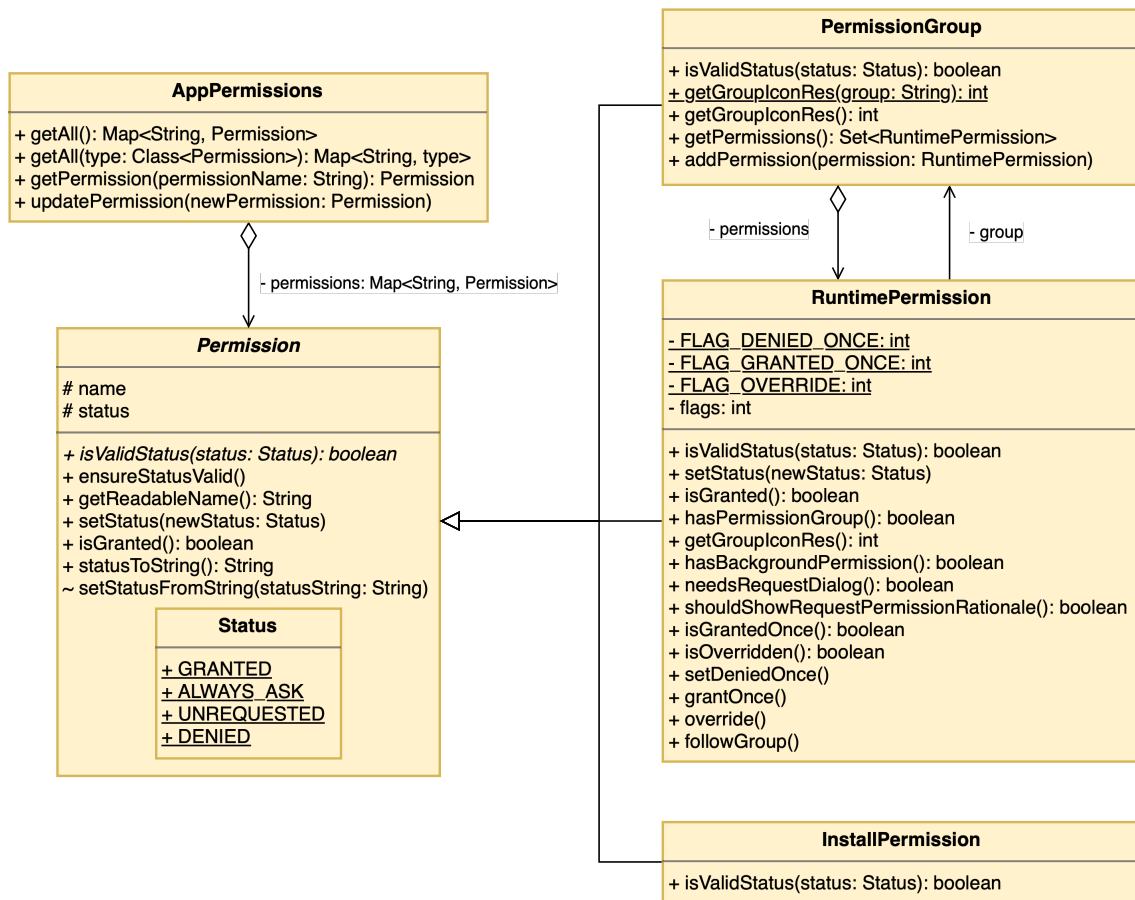 AppPermissions
+ getAll(): Map<String, Permission>
+ getAll(type: Class<Permission>): Map<String, type>
+ getPermission(permissionName: String): Permission
+ updatePermission(newPermission: Permission)
- permissions: Map<String, Permission>
Permission
# name
# status
+ isValidStatus(status: Status): boolean
+ ensureStatusValid()
+ getReadableName(): String
+ setStatus(newStatus: Status)
+ isGranted(): boolean
+ statusToString(): String
~ setStatusFromString(statusString: String)
Status
+ GRANTED
+ ALWAYS_ASK
+ UNREQUESTED
+ DENIED
PermissionGroup
+ isValidStatus(status: Status): boolean
+ getGroupIconRes(group: String): int
+ getGroupIconRes(): int
+ getPermissions(): Set<RuntimePermission>
+ addPermission(permission: RuntimePermission)
- permissions
- group
RuntimePermission
- FLAG_DENIED_ONCE: int
- FLAG_GRANTED_ONCE: int
- FLAG_OVERRIDE: int
- flags: int
+ isValidStatus(status: Status): boolean
+ setStatus(newStatus: Status)
+ isGranted(): boolean
+ hasPermissionGroup(): boolean
+ getGroupIconRes(): int
+ hasBackgroundPermission(): boolean
+ needsRequestDialog(): boolean
+ shouldShowRequestPermissionRationale(): boolean
+ isGrantedOnce(): boolean
+ isOverridden(): boolean
+ setDeniedOnce()
+ grantOnce()
+ override()
+ followGroup()
InstallPermission
+ isValidStatus(status: Status): boolean